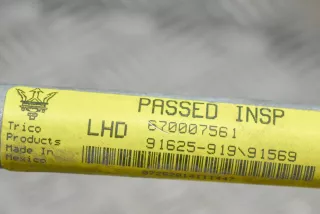 PASSED INSP
Trico
Products
Made In
Mexico
LHD 670007561
91625-919\91569